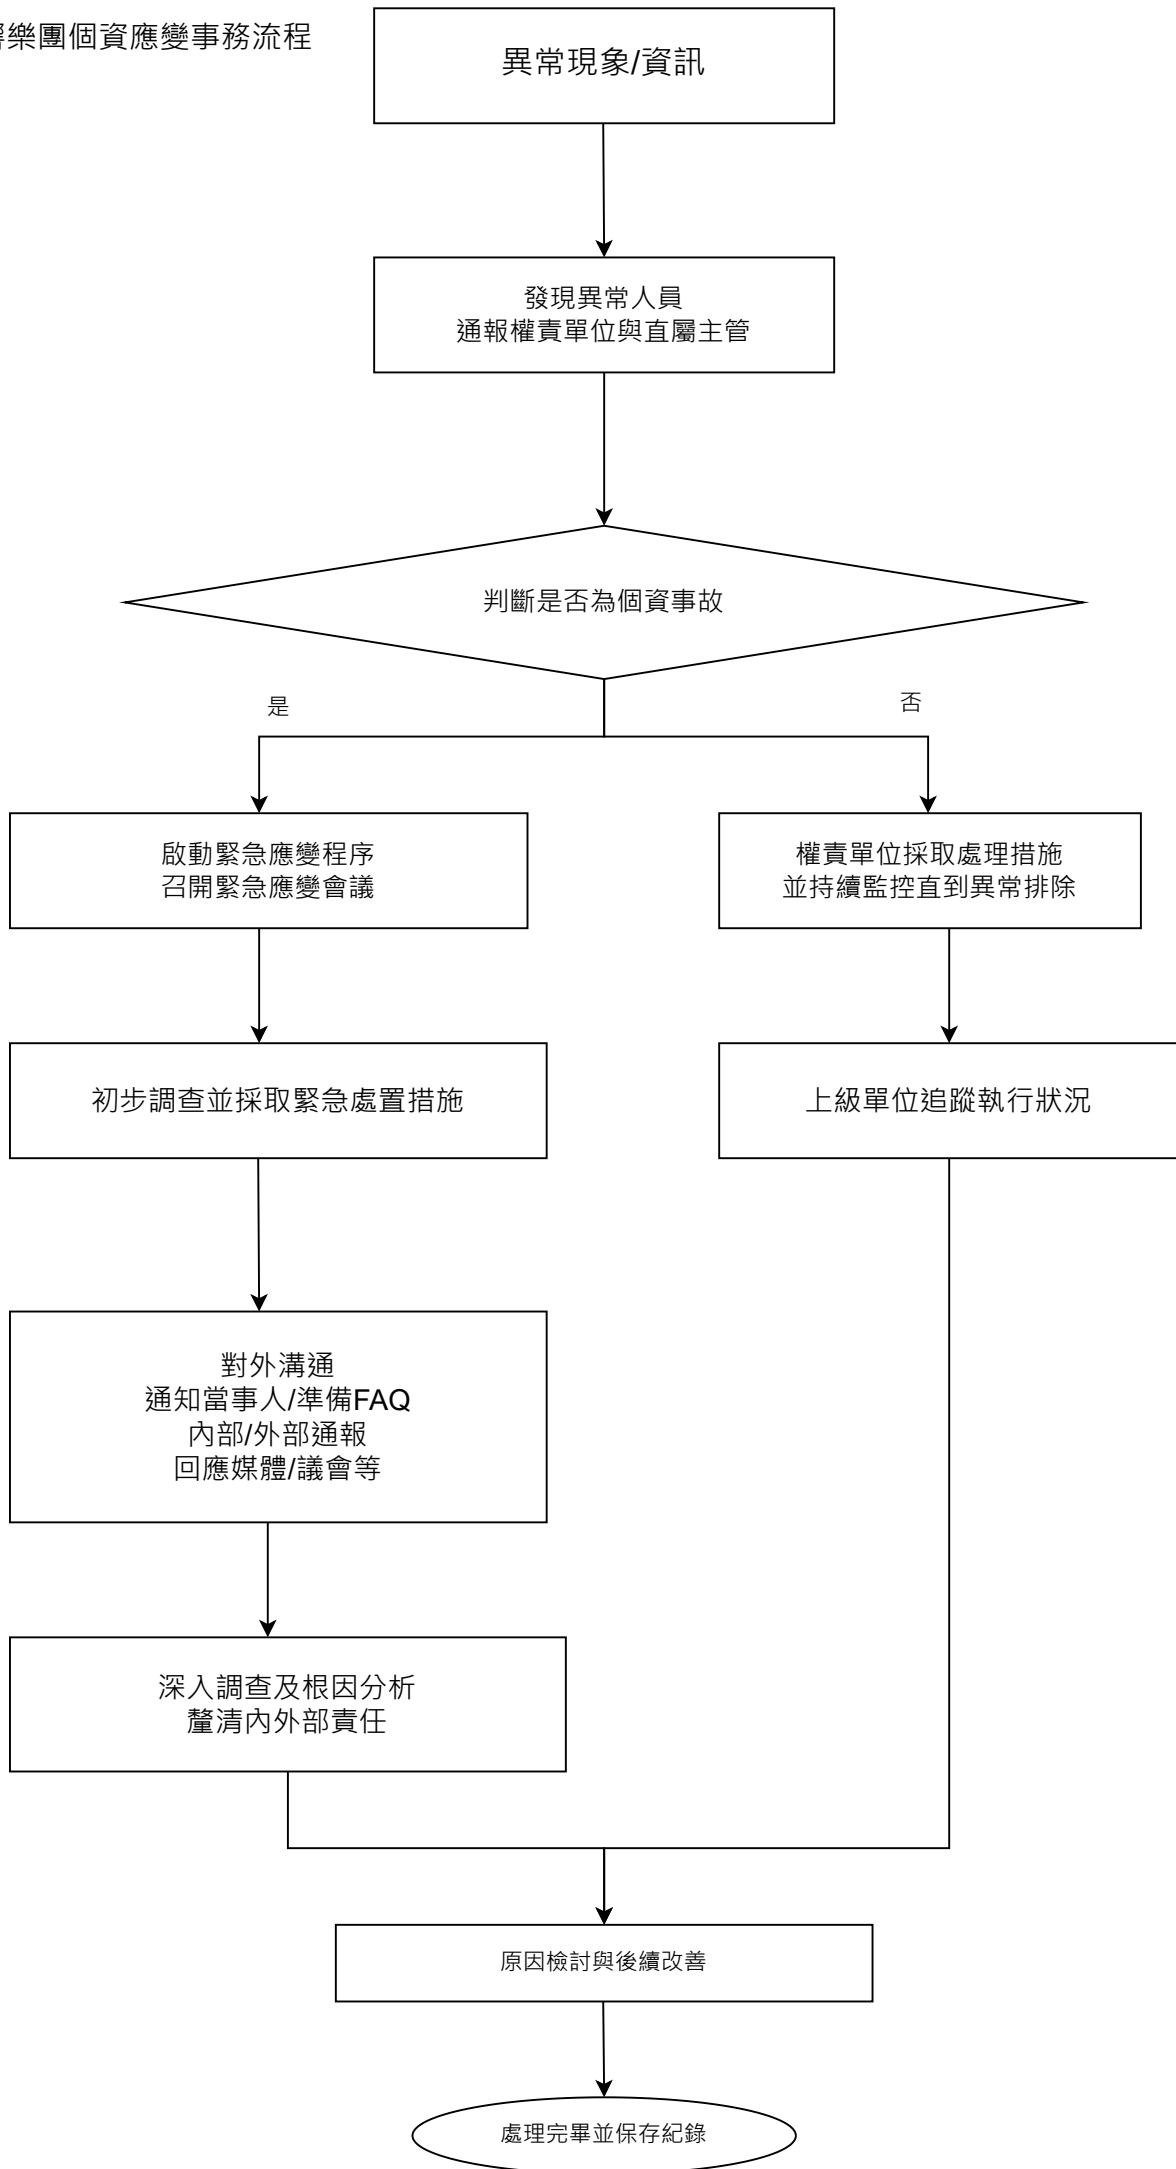 樂團個資應變事務流程
異常現象/資訊
發現異常人員
通報權責單位與直屬主管
判斷是否為個資事故
是
否
啟動緊急應變程序
召開緊急應變會議
權責單位採取處理措施
並持續監控直到異常排除
初步調查並採取緊急處置措施
上級單位追蹤執行狀況
對外溝通
通知當事人/準備FAQ
內部/外部通報
回應媒體/議會等
深入調查及根因分析
釐清內外部責任
原因檢討與後續改善
處理完畢並保存紀錄